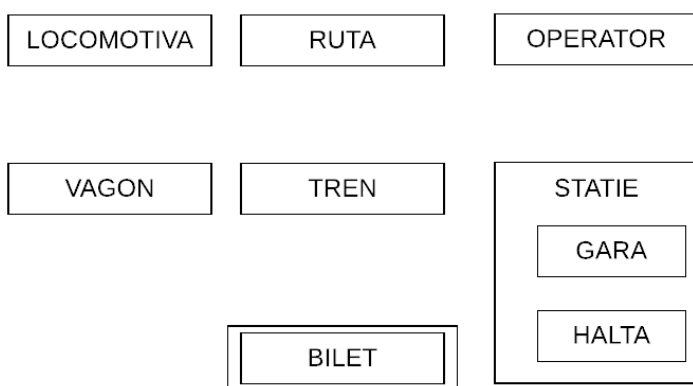 LOCOMOTIVA
RUTA
OPERATOR
VAGON
TREN
STATIE
GARA
HALTA
BILET